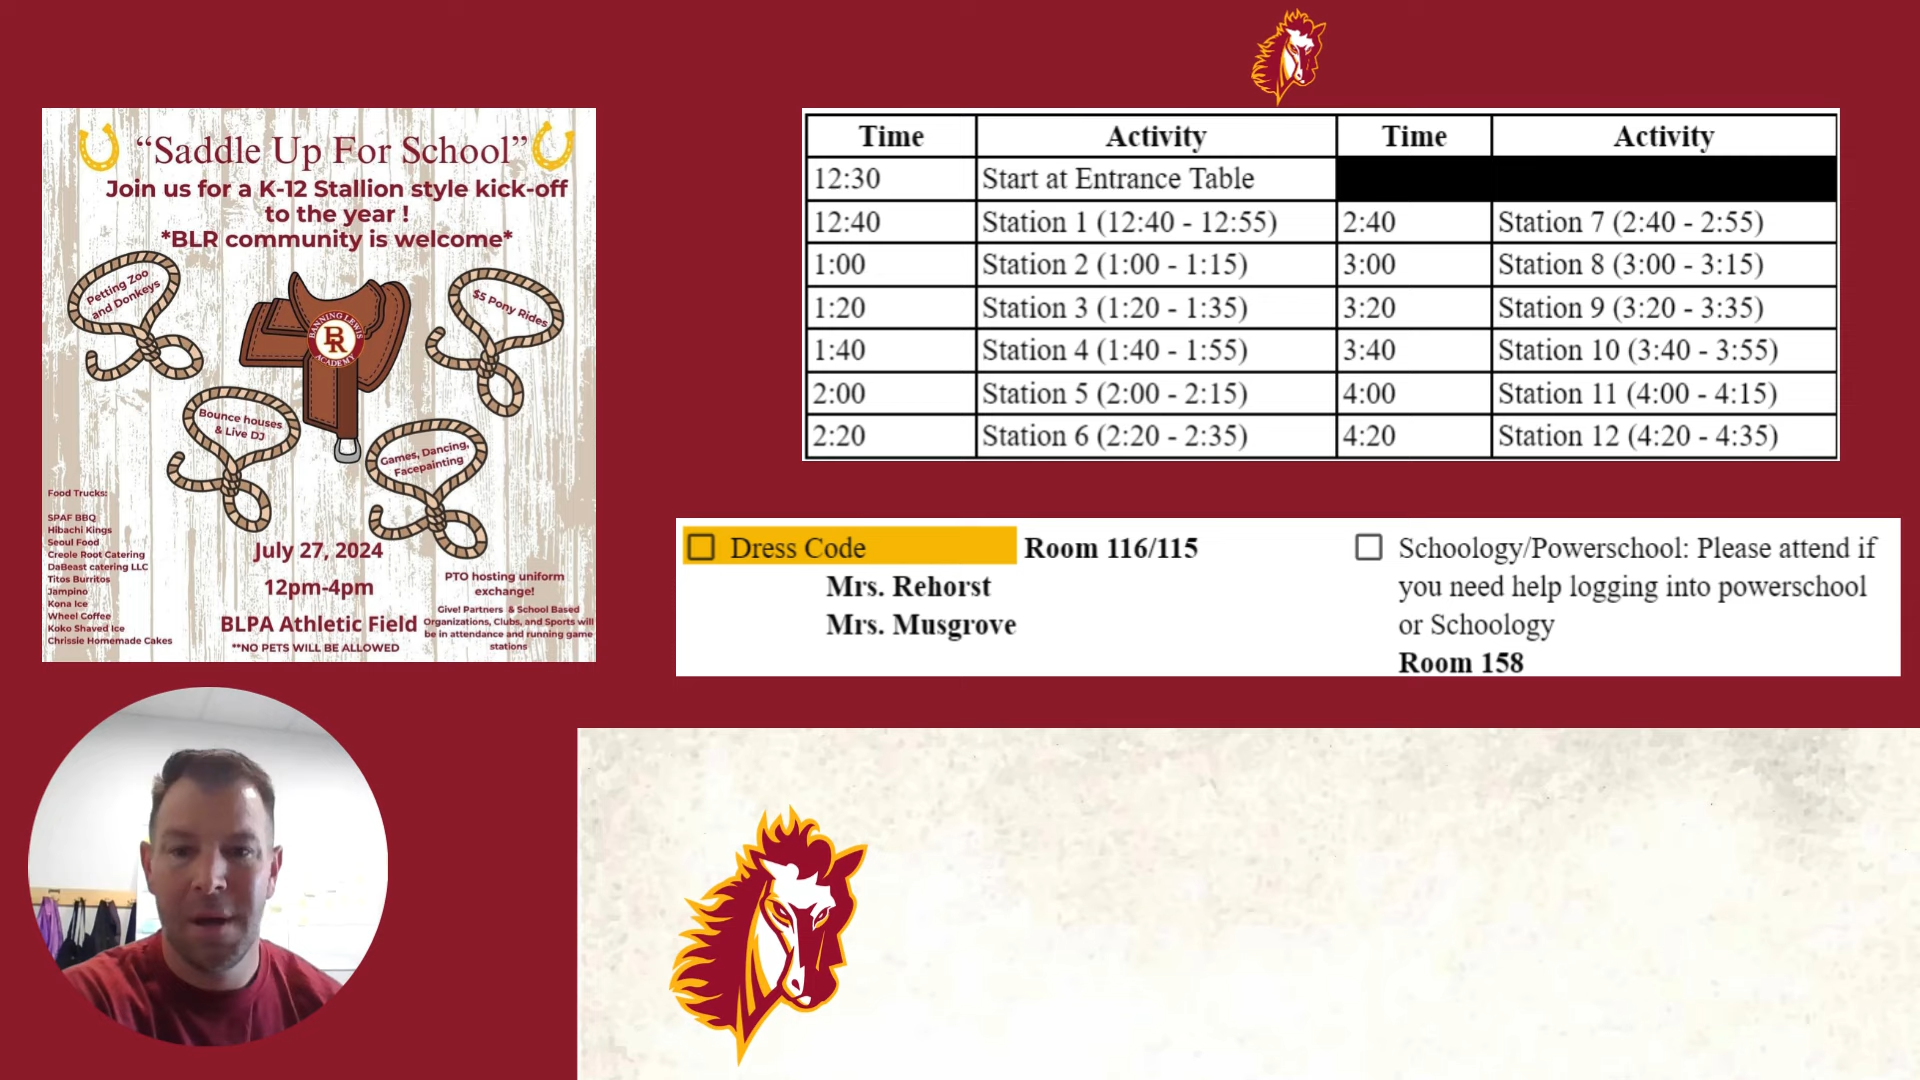 “Saddle Up For School”
Join us for a K-12 Stallion style kick-off
to the year !
*BLR community is welcome*
Petting Zoo
and Donkeys
$5 Pony Rides
BANNING LEWIS
BR
ACADEMY
Bounce houses
& Live DJ
Games, Dancing,
Facepainting
Food Trucks:
SPAF BBQ
Hibachi Kings
Seoul Food
Creole Root Catering
DaBeast catering LLC
Titos Burritos
Jampino
Kona Ice
Wheel Coffee
Koko Shaved Ice
Chrissie Homemade Cakes
July 27, 2024
12pm-4pm
BLPA Athletic Field
**NO PETS WILL BE ALLOWED
PTO hosting uniform
exchange!
Give! Partners & School Based
Organizations, Clubs, and Sports will
be in attendance and running game
stations
Time Activity Time Activity
12:30 Start at Entrance Table
12:40 Station 1 (12:40 - 12:55) 2:40 Station 7 (2:40 - 2:55)
1:00 Station 2 (1:00 - 1:15) 3:00 Station 8 (3:00 - 3:15)
1:20 Station 3 (1:20 - 1:35) 3:20 Station 9 (3:20 - 3:35)
1:40 Station 4 (1:40 - 1:55) 3:40 Station 10 (3:40 - 3:55)
2:00 Station 5 (2:00 - 2:15) 4:00 Station 11 (4:00 - 4:15)
2:20 Station 6 (2:20 - 2:35) 4:20 Station 12 (4:20 - 4:35)
Dress Code Room 116/115
Mrs. Rehorst
Mrs. Musgrove
Schoology/Powerschool: Please attend if
you need help logging into powerschool
or Schoology
Room 158